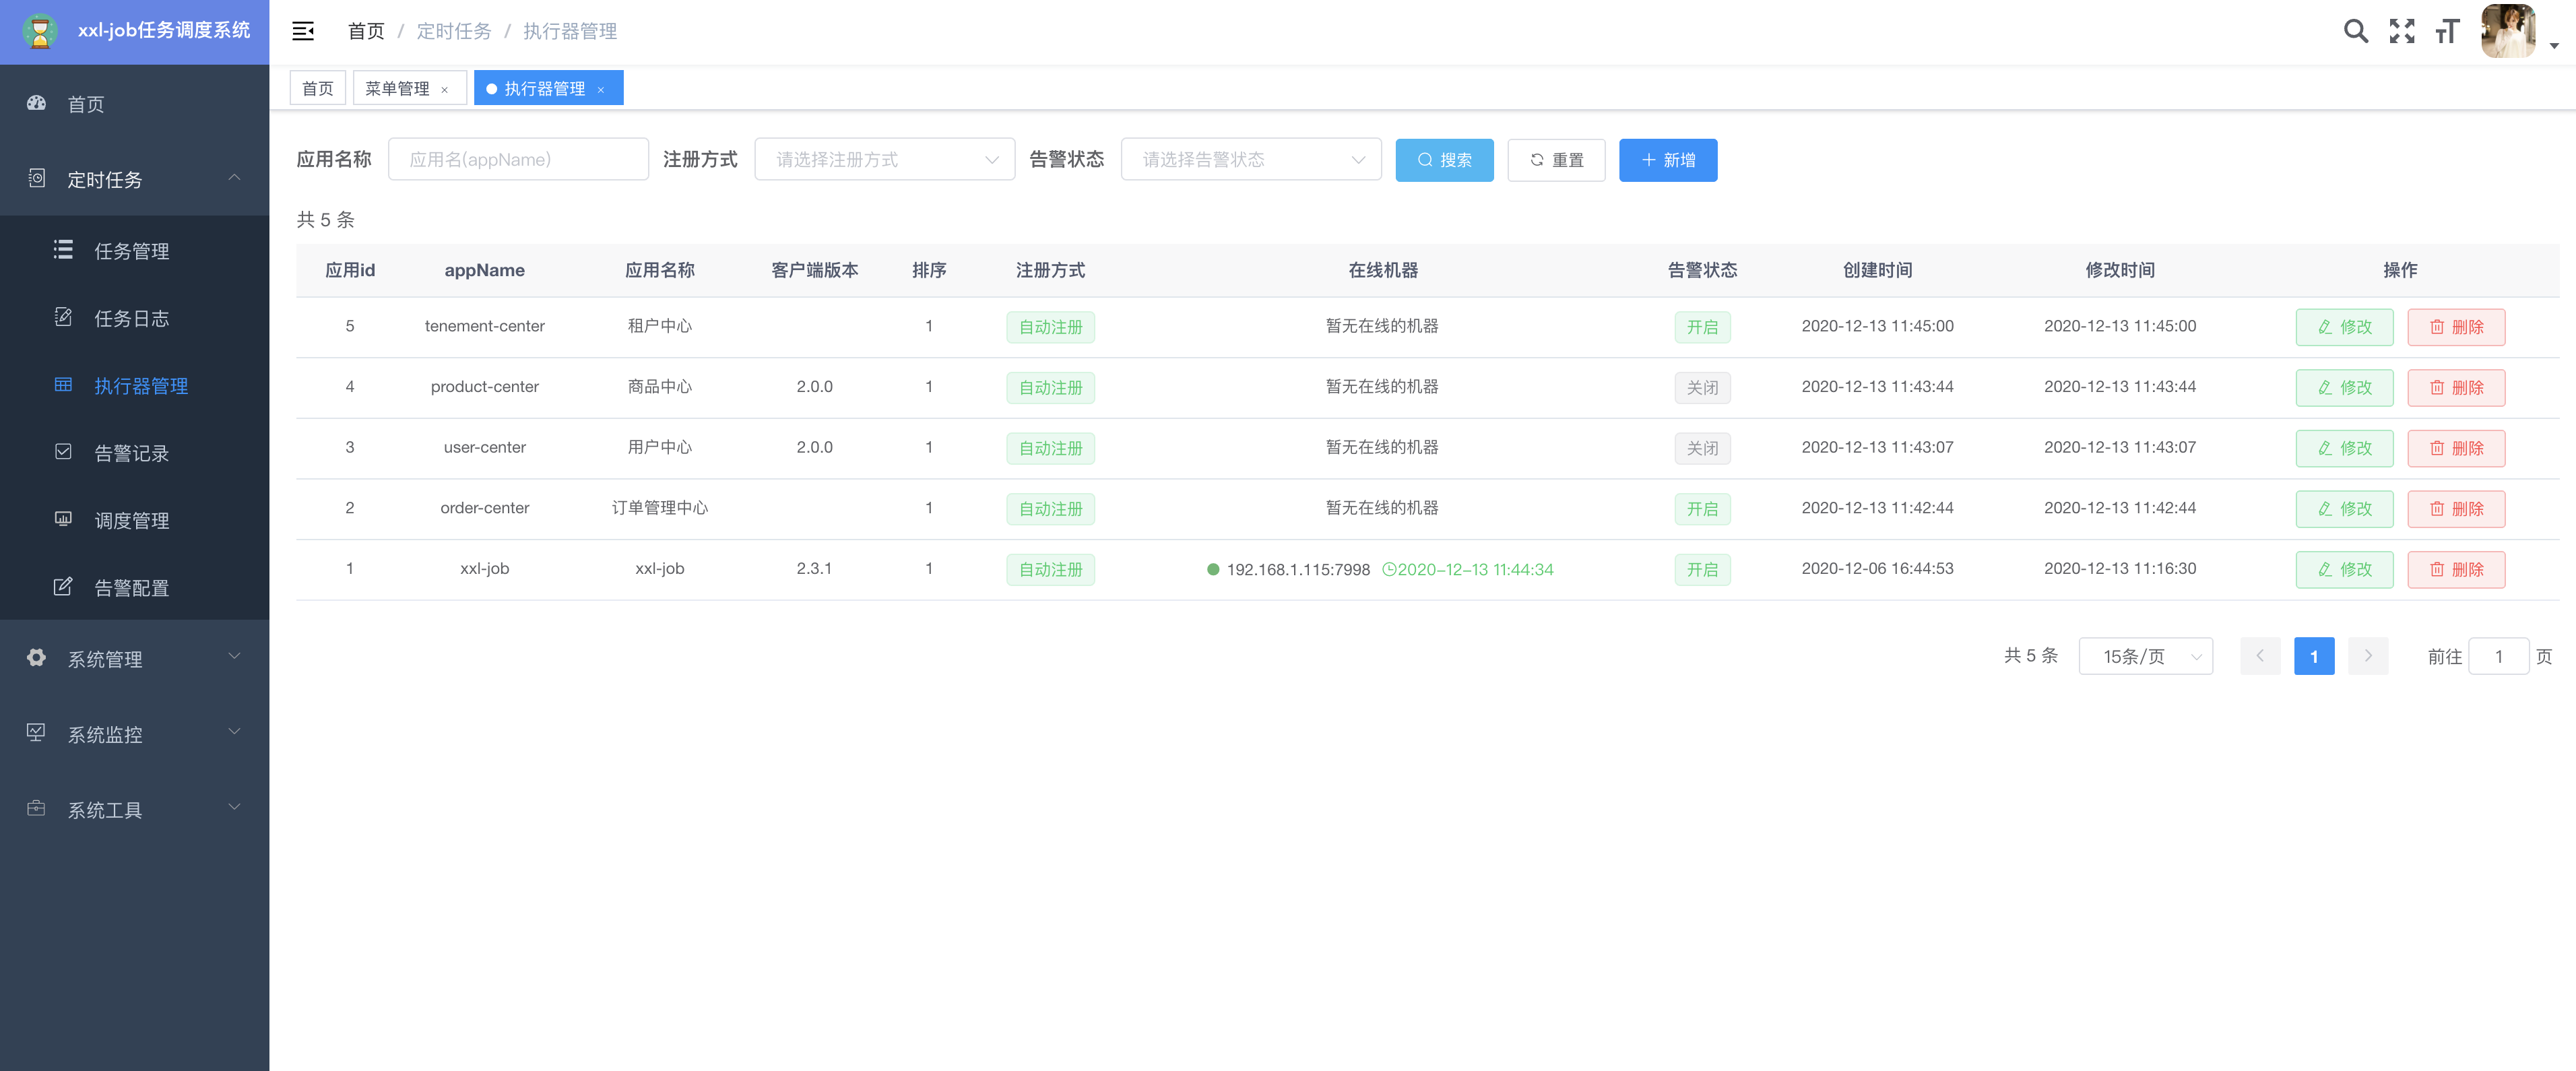 xxl-job任务调度系统
首页 / 定时任务 / 执行器管理
首页
定时任务
任务管理
任务日志
执行器管理
告警记录
调度管理
告警配置
系统管理
系统监控
系统工具
首页 菜单管理 × 执行器管理 ×
应用名称 应用名(appName) 注册方式 请选择注册方式 告警状态 请选择告警状态 搜索 重置 新增
共 5 条
应用id appName 应用名称 客户端版本 排序 注册方式 在线机器 告警状态 创建时间 修改时间 操作
5 tenement-center 租户中心 1 自动注册 暂无在线的机器 开启 2020-12-13 11:45:00 2020-12-13 11:45:00 修改 删除
4 product-center 商品中心 2.0.0 1 自动注册 暂无在线的机器 关闭 2020-12-13 11:43:44 2020-12-13 11:43:44 修改 删除
3 user-center 用户中心 2.0.0 1 自动注册 暂无在线的机器 关闭 2020-12-13 11:43:07 2020-12-13 11:43:07 修改 删除
2 order-center 订单管理中心 1 自动注册 暂无在线的机器 开启 2020-12-13 11:42:44 2020-12-13 11:42:44 修改 删除
1 xxl-job xxl-job 2.3.1 1 自动注册 192.168.1.115:7998 2020-12-13 11:44:34 开启 2020-12-06 16:44:53 2020-12-13 11:16:30 修改 删除
共 5 条 15条/页 1 前往 1 页